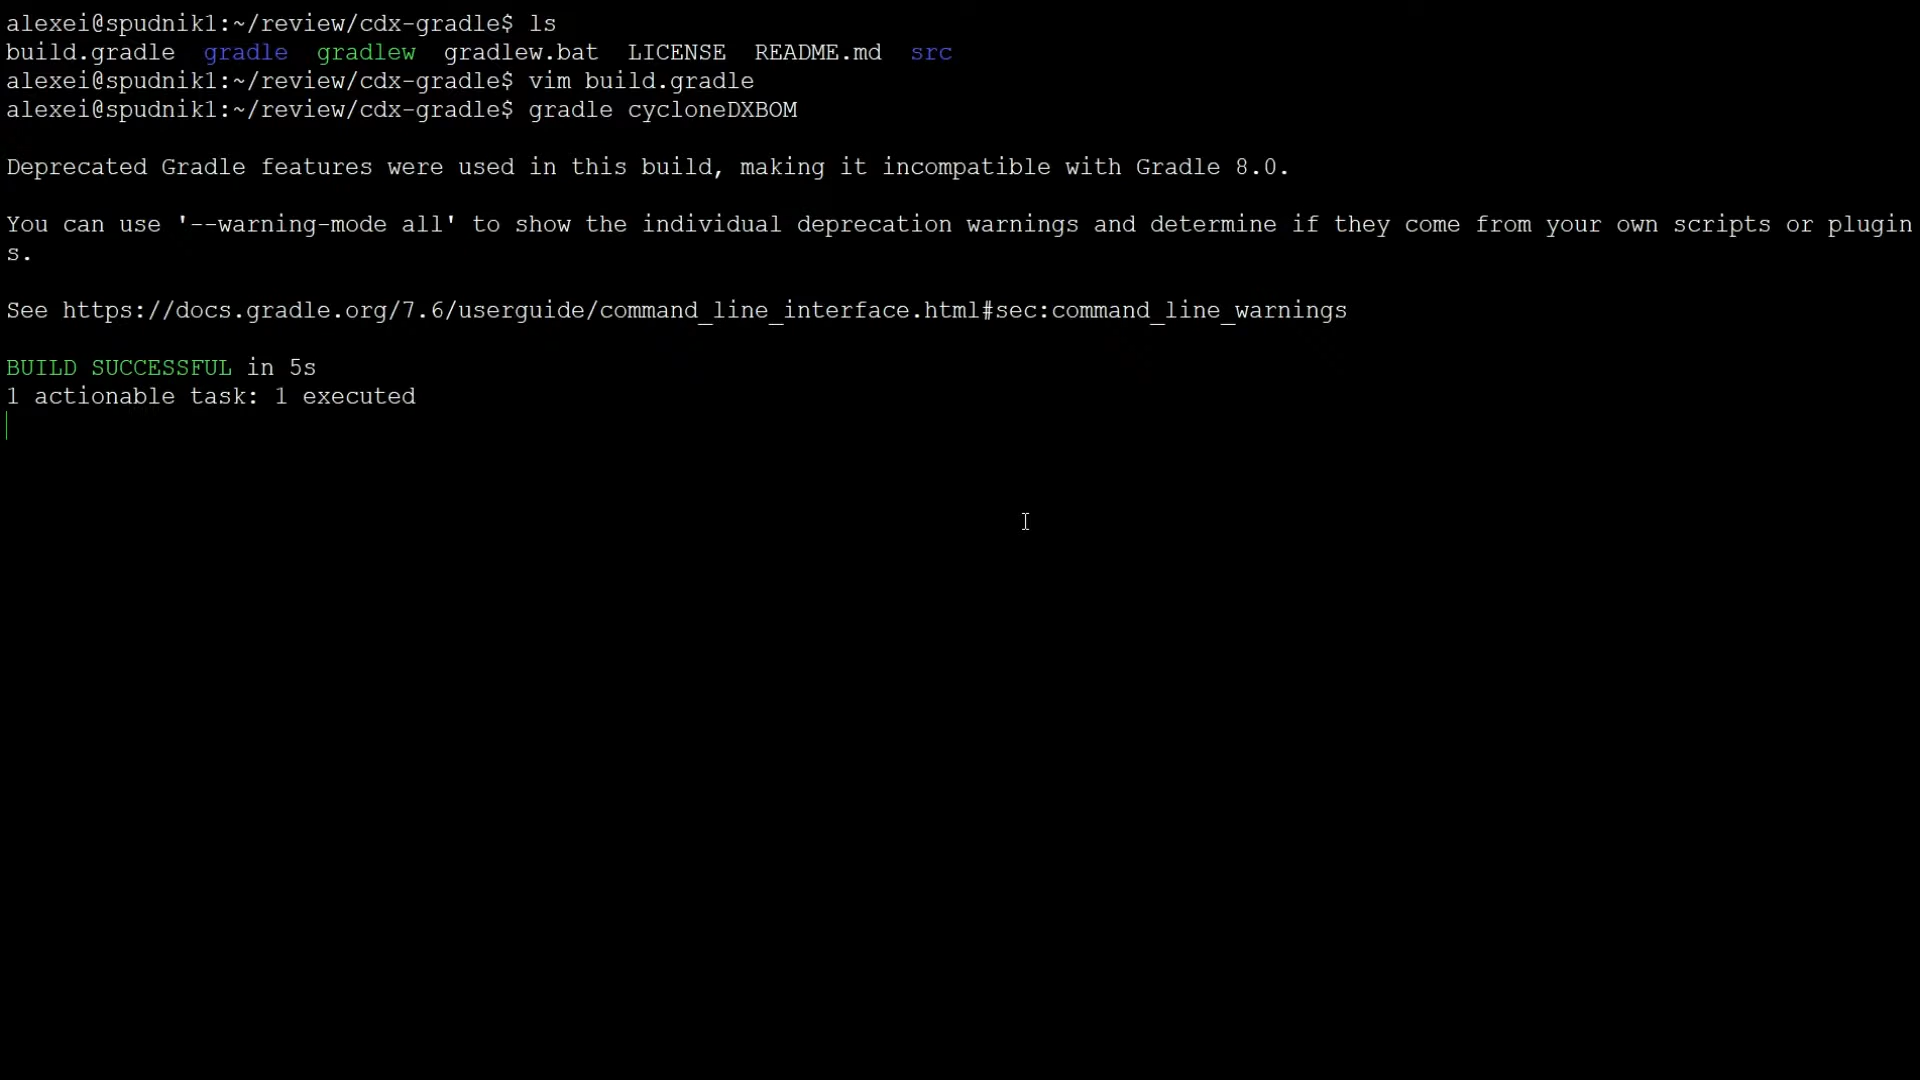 alexei@spudnik1:~/review/cdx-gradle$ ls
build.gradle  gradle  gradlew  gradlew.bat  LICENSE  README.md  src
alexei@spudnik1:~/review/cdx-gradle$ vim build.gradle
alexei@spudnik1:~/review/cdx-gradle$ gradle cycloneDXBOM
Deprecated Gradle features were used in this build, making it incompatible with Gradle 8.0.
You can use '--warning-mode all' to show the individual deprecation warnings and determine if they come from your own scripts or plugin
s.
See https://docs.gradle.org/7.6/userguide/command_line_interface.html#sec:command_line_warnings
BUILD SUCCESSFUL in 5s
1 actionable task: 1 executed